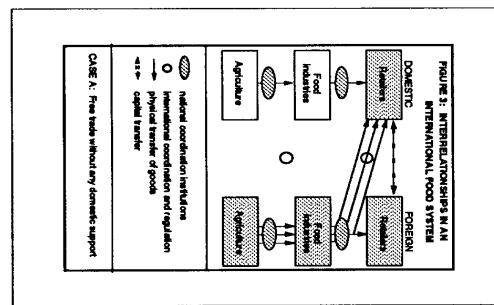 FIGURE 3: INTERRELATIONSHIPS IN AN
INTERNATIONAL FOOD SYSTEM
DOMESTIC
FOREIGN
Retailers
Retailers
Food
industries
Food
industries
Agriculture
Agriculture
national coordination institutions
international coordination and regulation
physical transfer of goods
capital transfer
CASE A: Free trade without any domestic support